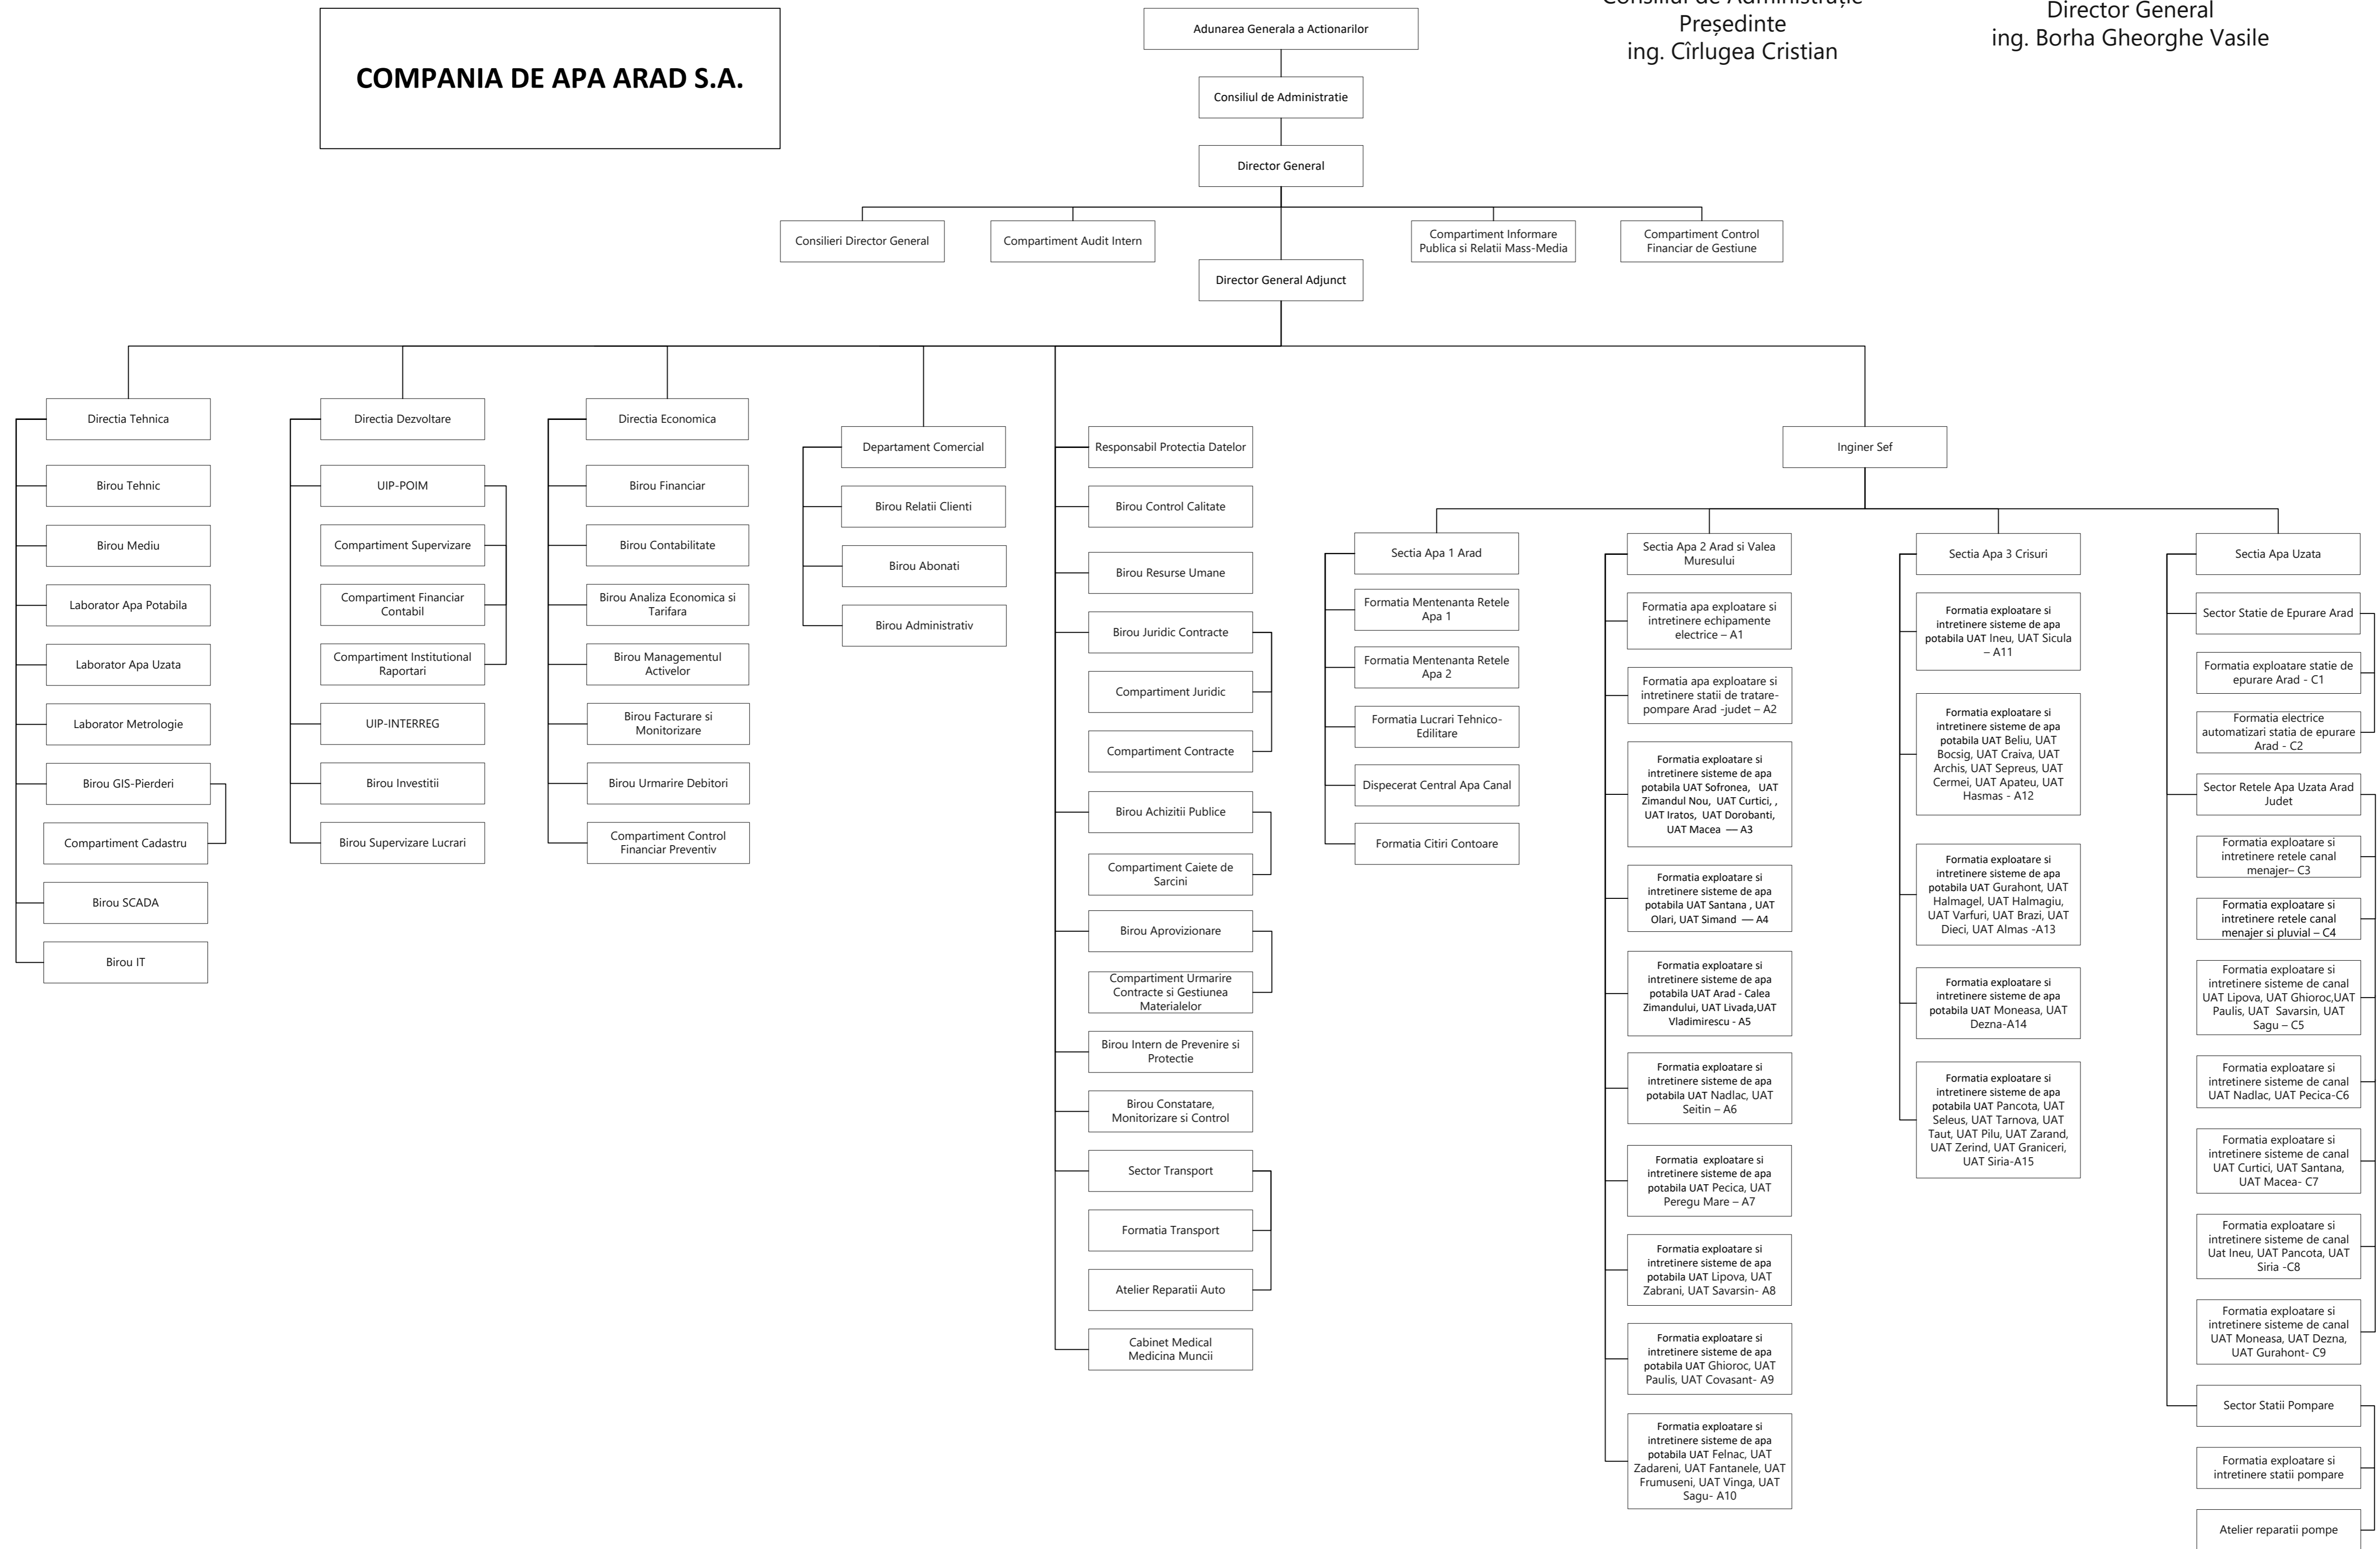 COMPANIA DE APA ARAD S.A.
Adunarea Generala a Actionarilor
Consiliul de Administrație
Președinte
ing. Cîrlugea Cristian
Director General
ing. Borha Gheorghe Vasile
Consiliul de Administratie
Director General
Consilieri Director General
Compartiment Audit Intern
Compartiment Informare
Publica si Relatii Mass-Media
Compartiment Control
Financiar de Gestiune
Director General Adjunct
Directia Tehnica
Birou Tehnic
Birou Mediu
Laborator Apa Potabila
Laborator Apa Uzata
Laborator Metrologie
Birou GIS-Pierderi
Compartiment Cadastru
Birou SCADA
Birou IT
Directia Dezvoltare
UIP-POIM
Compartiment Supervizare
Compartiment Financiar
Contabil
Compartiment Institutional
Raportari
UIP-INTERREG
Birou Investitii
Birou Supervizare Lucrari
Directia Economica
Birou Financiar
Birou Contabilitate
Birou Analiza Economica si
Tarifara
Birou Managementul
Activelor
Birou Facturare si
Monitorizare
Birou Urmarire Debitori
Compartiment Control
Financiar Preventiv
Departament Comercial
Birou Relatii Clienti
Birou Abonati
Birou Administrativ
Responsabil Protectia Datelor
Birou Control Calitate
Birou Resurse Umane
Birou Juridic Contracte
Compartiment Juridic
Compartiment Contracte
Birou Achizitii Publice
Compartiment Caiete de
Sarcini
Birou Aprovizionare
Compartiment Urmarire
Contracte si Gestiunea
Materialelor
Birou Intern de Prevenire si
Protectie
Birou Constatare,
Monitorizare si Control
Sector Transport
Formatia Transport
Atelier Reparatii Auto
Cabinet Medical
Medicina Muncii
Inginer Sef
Sectia Apa 1 Arad
Formatia Mentenanta Retele
Apa 1
Formatia Mentenanta Retele
Apa 2
Formatia Lucrari Tehnico-
Edilitare
Dispecerat Central Apa Canal
Formatia Citiri Contoare
Sectia Apa 2 Arad si Valea
Muresului
Formatia apa exploatare si
intretinere echipamente
electrice – A1
Formatia apa exploatare si
intretinere statii de tratare-
pompare Arad -judet – A2
Formatia exploatare si
intretinere sisteme de apa
potabila UAT Sofronea, UAT
Zimandul Nou, UAT Curtici, ,
UAT Iratos, UAT Dorobanti,
UAT Macea — A3
Formatia exploatare si
intretinere sisteme de apa
potabila UAT Santana , UAT
Olari, UAT Simand — A4
Formatia exploatare si
intretinere sisteme de apa
potabila UAT Arad - Calea
Zimandului, UAT Livada,UAT
Vladimirescu - A5
Formatia exploatare si
intretinere sisteme de apa
potabila UAT Nadlac, UAT
Seitin – A6
Formatia exploatare si
intretinere sisteme de apa
potabila UAT Pecica, UAT
Peregu Mare – A7
Formatia exploatare si
intretinere sisteme de apa
potabila UAT Lipova, UAT
Zabrani, UAT Savarsin- A8
Formatia exploatare si
intretinere sisteme de apa
potabila UAT Ghioroc, UAT
Paulis, UAT Covasant- A9
Formatia exploatare si
intretinere sisteme de apa
potabila UAT Felnac, UAT
Zadareni, UAT Fantanele, UAT
Frumuseni, UAT Vinga, UAT
Sagu- A10
Sectia Apa 3 Crisuri
Formatia exploatare si
intretinere sisteme de apa
potabila UAT Ineu, UAT Sicula
– A11
Formatia exploatare si
intretinere sisteme de apa
potabila UAT Beliu, UAT
Bocsig, UAT Craiva, UAT
Archis, UAT Sepreus, UAT
Cermei, UAT Apateu, UAT
Hasmas - A12
Formatia exploatare si
intretinere sisteme de apa
potabila UAT Gurahont, UAT
Halmagel, UAT Halmagiu,
UAT Varfuri, UAT Brazi, UAT
Dieci, UAT Almas -A13
Formatia exploatare si
intretinere sisteme de apa
potabila UAT Moneasa, UAT
Dezna-A14
Formatia exploatare si
intretinere sisteme de apa
potabila UAT Pancota, UAT
Seleus, UAT Tarnova, UAT
Taut, UAT Pilu, UAT Zarand,
UAT Zerind, UAT Graniceri,
UAT Siria-A15
Sectia Apa Uzata
Sector Statie de Epurare Arad
Formatia exploatare statie de
epurare Arad - C1
Formatia electrice
automatizari statia de epurare
Arad - C2
Sector Retele Apa Uzata Arad
Judet
Formatia exploatare si
intretinere retele canal
menajer– C3
Formatia exploatare si
intretinere retele canal
menajer si pluvial – C4
Formatia exploatare si
intretinere sisteme de canal
UAT Lipova, UAT Ghioroc,UAT
Paulis, UAT Savarsin, UAT
Sagu – C5
Formatia exploatare si
intretinere sisteme de canal
UAT Nadlac, UAT Pecica-C6
Formatia exploatare si
intretinere sisteme de canal
UAT Curtici, UAT Santana,
UAT Macea- C7
Formatia exploatare si
intretinere sisteme de canal
Uat Ineu, UAT Pancota, UAT
Siria -C8
Formatia exploatare si
intretinere sisteme de canal
UAT Moneasa, UAT Dezna,
UAT Gurahont- C9
Sector Statii Pompare
Formatia exploatare si
intretinere statii pompare
Atelier reparatii pompe